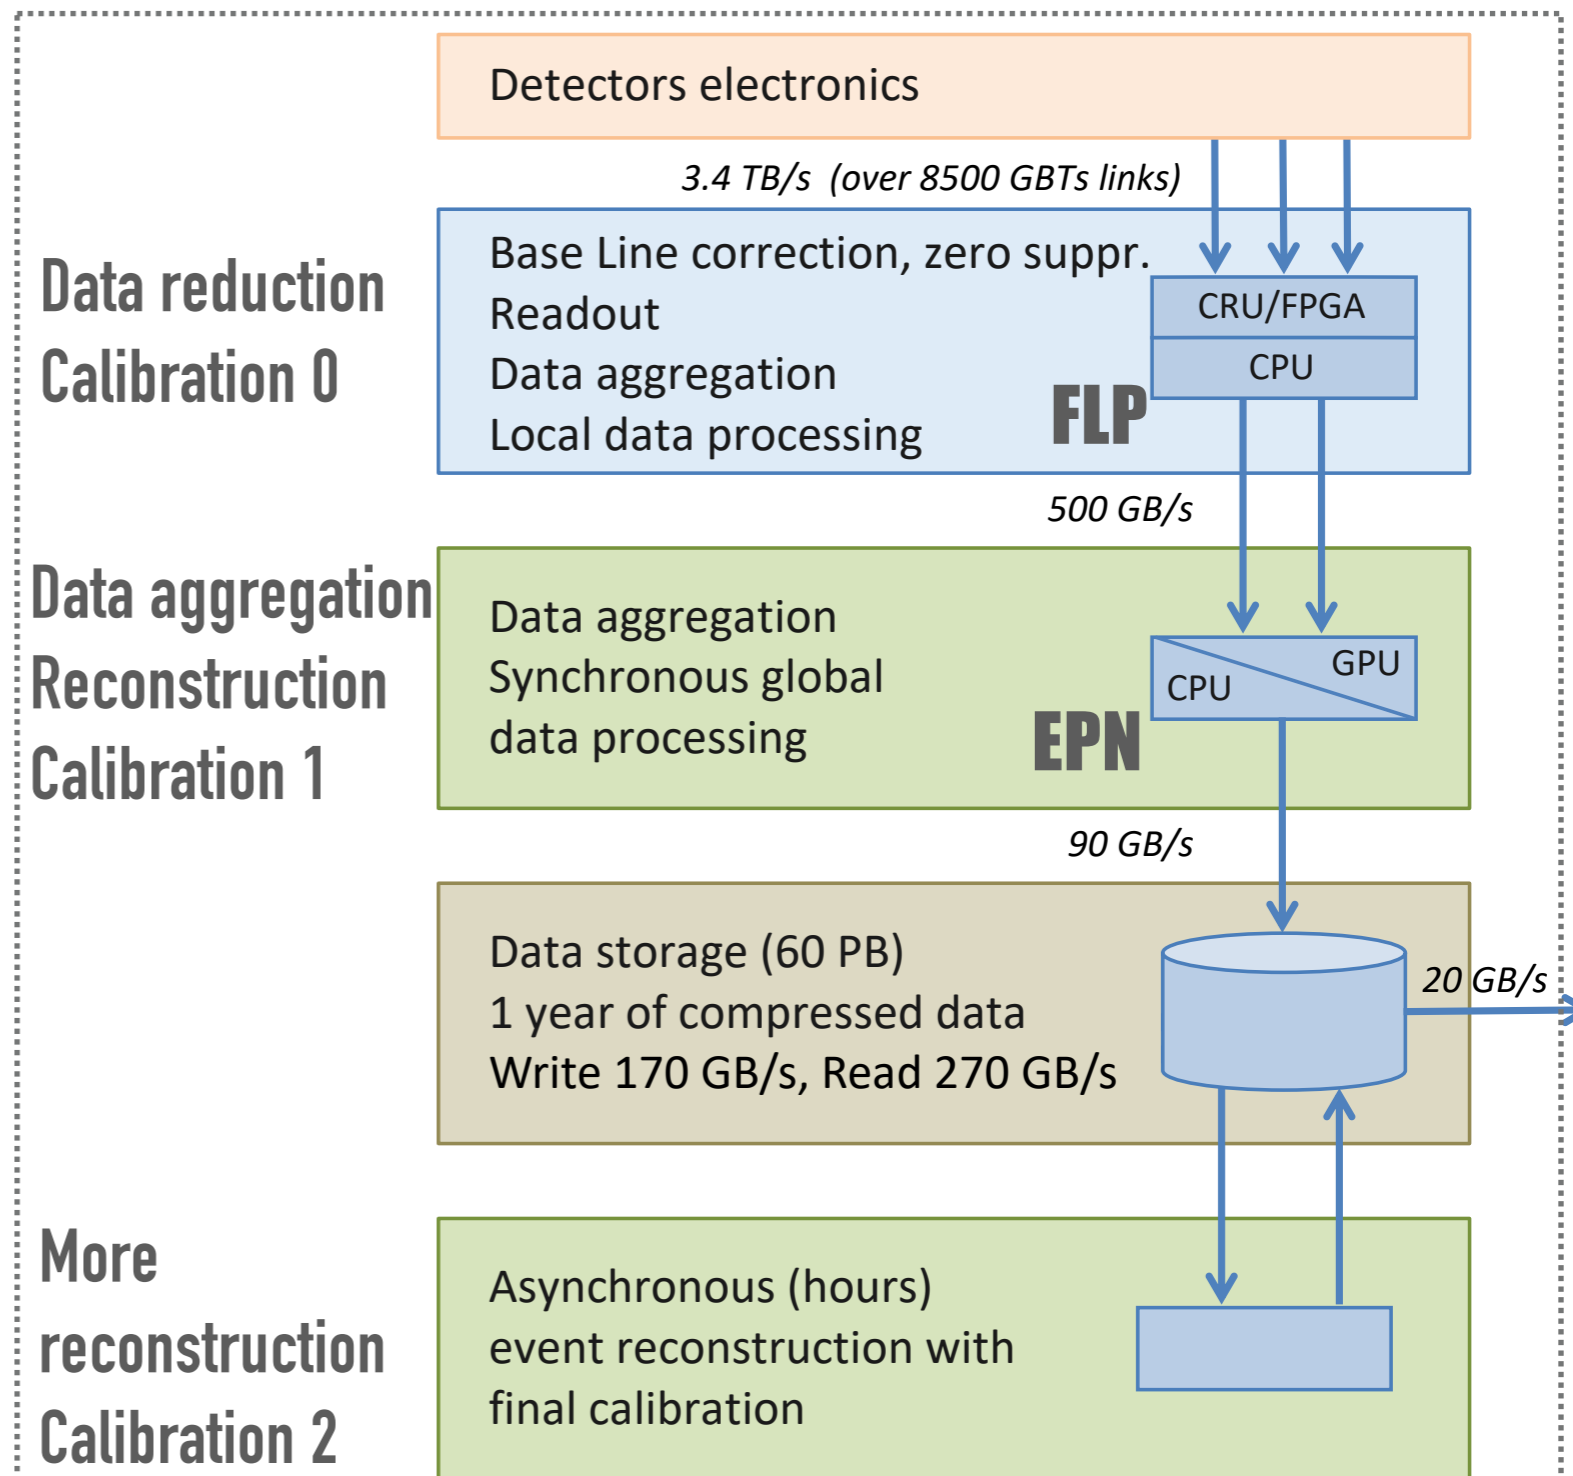 Detectors electronics
3.4 TB/s (over 8500 GBTs links)
Data reduction
Calibration 0
Base Line correction, zero suppr.
Readout
Data aggregation
Local data processing
CRU/FPGA
CPU
FLP
500 GB/s
Data aggregation
Reconstruction
Calibration 1
Data aggregation
Synchronous global
data processing
CPU
GPU
EPN
90 GB/s
Data storage (60 PB)
1 year of compressed data
Write 170 GB/s, Read 270 GB/s
20 GB/s
More
reconstruction
Calibration 2
Asynchronous (hours)
event reconstruction with
final calibration